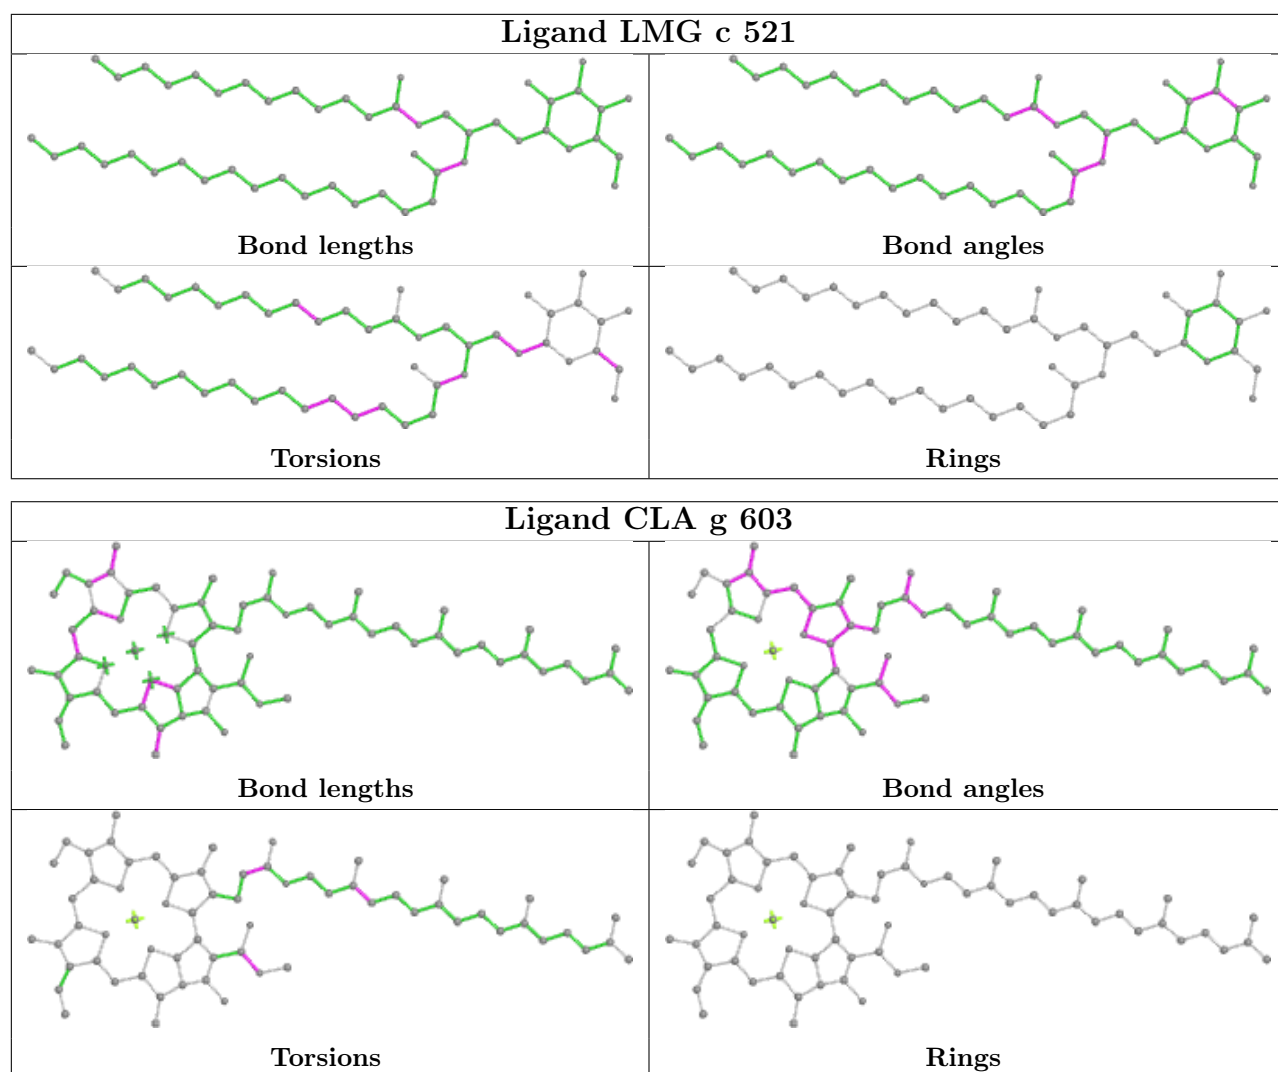 Ligand LMG c 521
Bond lengths
Bond angles
Torsions
Rings
Ligand CLA g 603
Bond lengths
Bond angles
Torsions
Rings